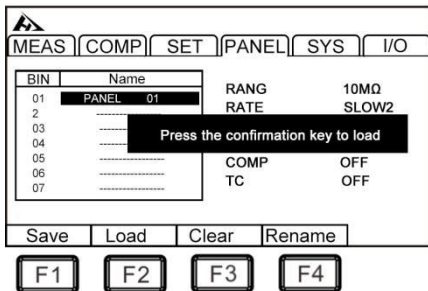 MEAS COMP SET PANEL SYS I/O
BIN Name
01 PANEL 01
2 ------------------
03
04
05 ------------------
06 ------------------
07 ------------------
RANG 10MΩ
RATE SLOW2
Press the confirmation key to load
COMP OFF
TC OFF
Save Load Clear Rename
F1 F2 F3 F4